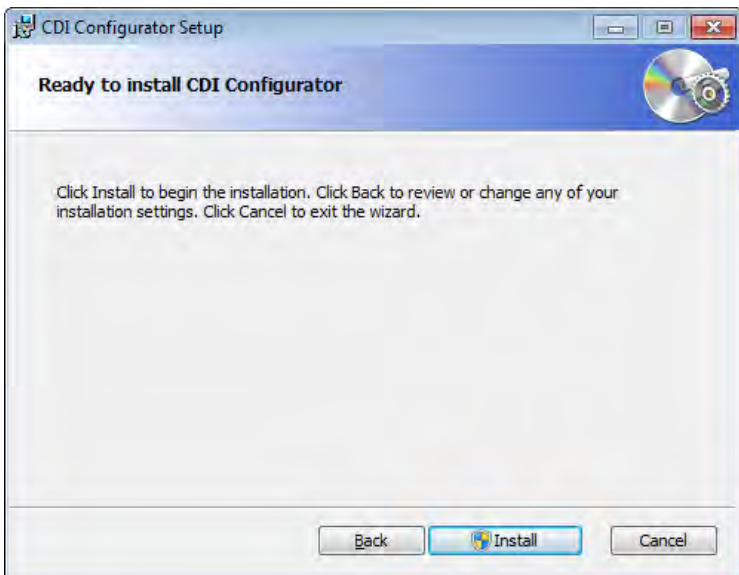 CDI Configurator Setup
Ready to install CDI Configurator
Click Install to begin the installation. Click Back to review or change any of your
installation settings. Click Cancel to exit the wizard.
Back
Install
Cancel